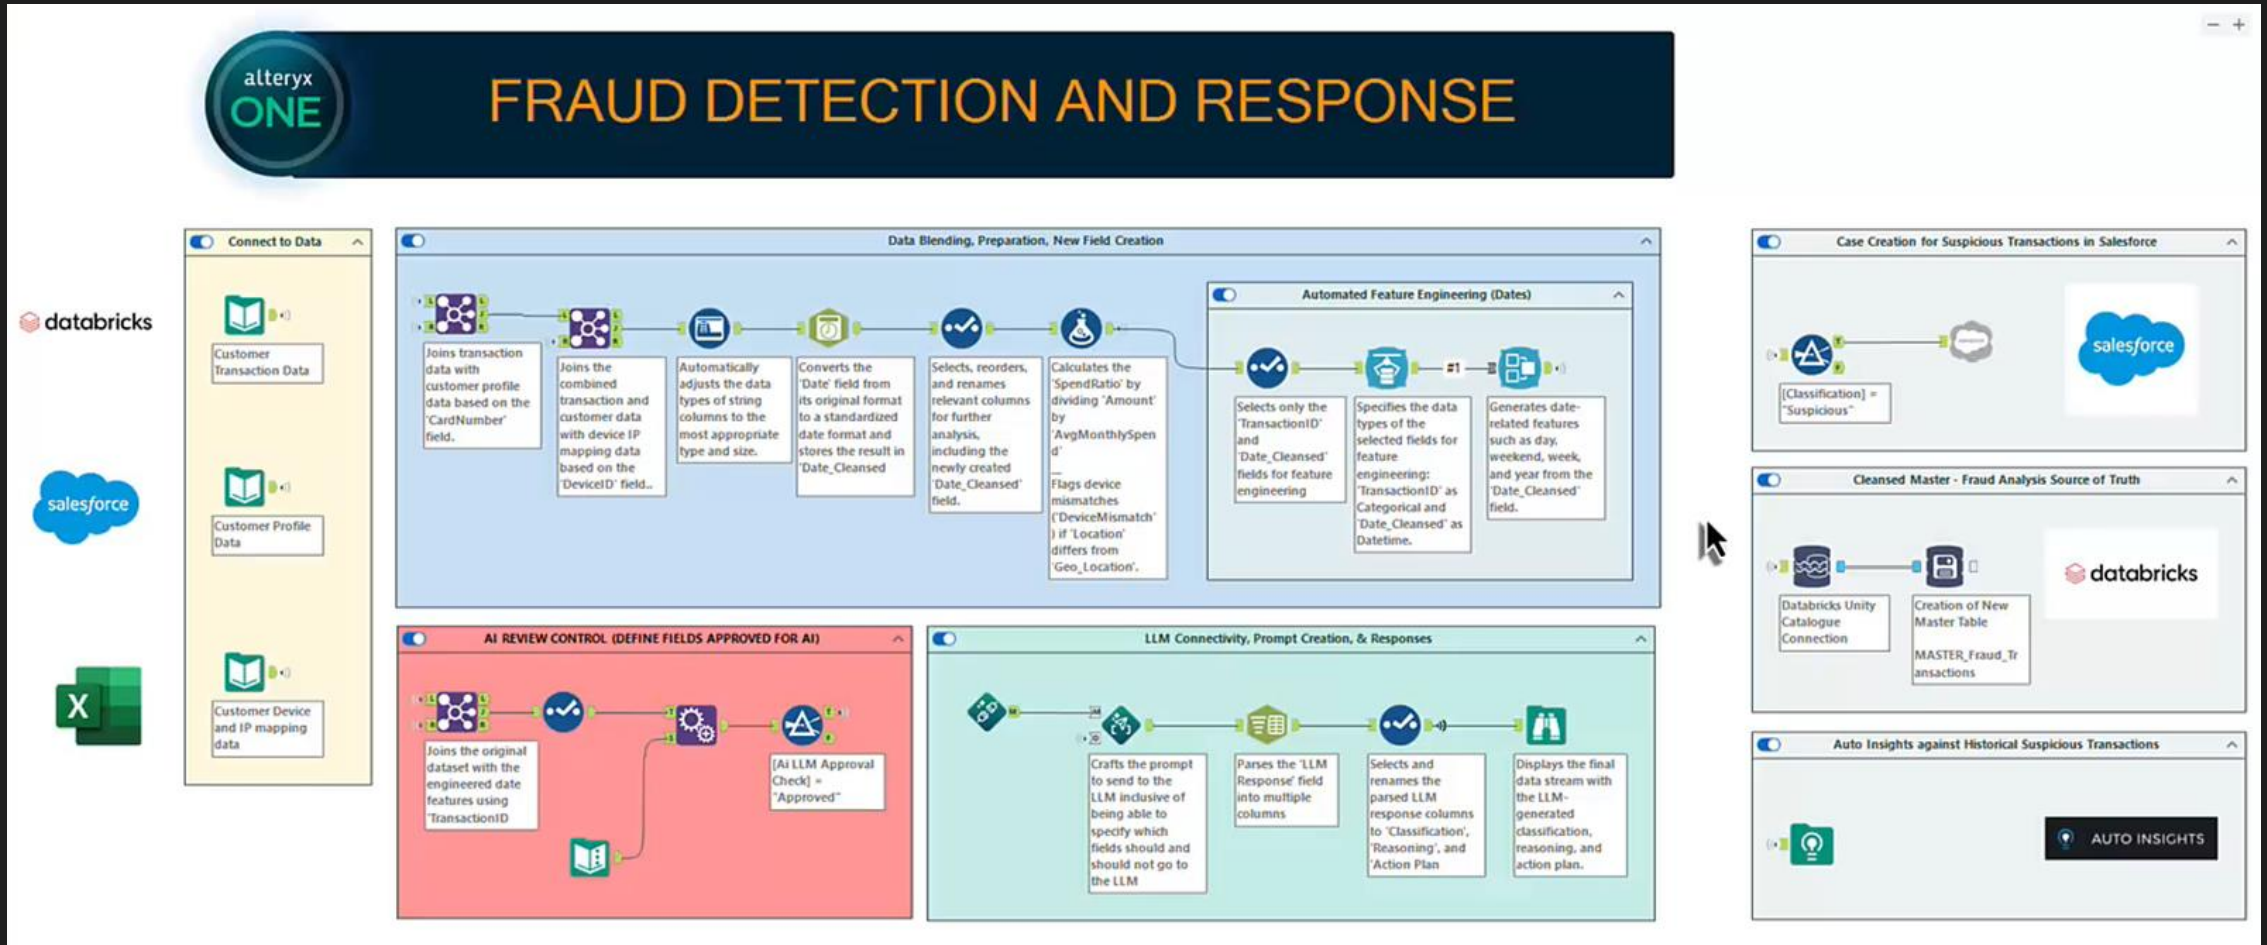 alteryx
ONE
FRAUD DETECTION AND RESPONSE
databricks
salesforce
X
Connect to Data
Customer
Transaction Data
Customer Profile
Data
Customer Device
and IP mapping
data
Data Blending, Preparation, New Field Creation
Joins transaction
data with
customer profile
data based on the
'CardNumber'
field.
Joins the
combined
transaction and
customer data
with device IP
mapping data
based on the
'DeviceID' field..
Automatically
adjusts the data
types of string
columns to the
most appropriate
type and size.
Converts the
'Date' field from
its original format
to a standardized
date format and
stores the result in
'Date_Cleansed
Selects, reorders,
and renames
relevant columns
for further
analysis,
including the
newly created
'Date_Cleansed'
field.
Calculates the
'SpendRatio' by
dividing 'Amount'
by
'AvgMonthlySpen
d'
__
Flags device
mismatches
('DeviceMismatch'
) if 'Location'
differs from
'Geo_Location'.
Automated Feature Engineering (Dates)
#1
Selects only the
'TransactionID'
and
'Date_Cleansed'
fields for feature
engineering
Specifies the data
types of the
selected fields for
feature
engineering:
'TransactionID' as
Categorical and
'Date_Cleansed' as
Datetime.
Generates date-
related features
such as day,
weekend, week,
and year from the
'Date_Cleansed'
field.
AI REVIEW CONTROL (DEFINE FIELDS APPROVED FOR AI)
Joins the original
dataset with the
engineered date
features using
'TransactionID
[Ai LLM Approval
Check] =
"Approved"
LLM Connectivity, Prompt Creation, & Responses
Crafts the prompt
to send to the
LLM inclusive of
being able to
specify which
fields should and
should not go to
the LLM
Parses the 'LLM
Response' field
into multiple
columns
Selects and
renames the
parsed LLM
response columns
to 'Classification',
'Reasoning', and
'Action Plan
Displays the final
data stream with
the LLM-
generated
classification,
reasoning, and
action plan.
Case Creation for Suspicious Transactions in Salesforce
[Classification] =
"Suspicious"
salesforce
Cleansed Master - Fraud Analysis Source of Truth
Databricks Unity
Catalogue
Connection
Creation of New
Master Table
MASTER_Fraud_Tr
ansactions
databricks
Auto Insights against Historical Suspicious Transactions
AUTO INSIGHTS